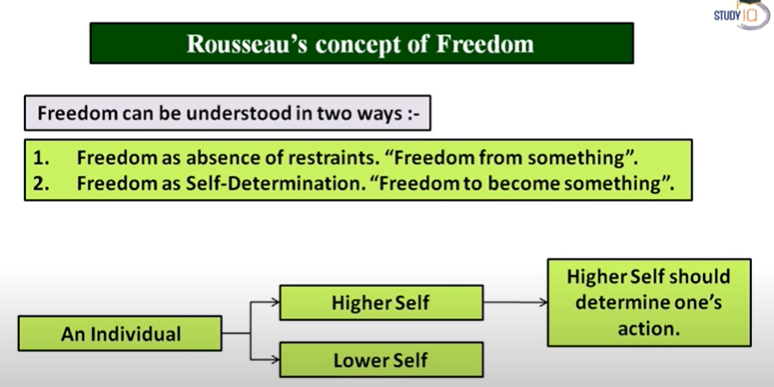 STUDY IQ
Rousseau's concept of Freedom
Freedom can be understood in two ways :-
1. Freedom as absence of restraints. “Freedom from something”.
2. Freedom as Self-Determination. “Freedom to become something”.
An Individual
Higher Self
Lower Self
Higher Self should
determine one's
action.